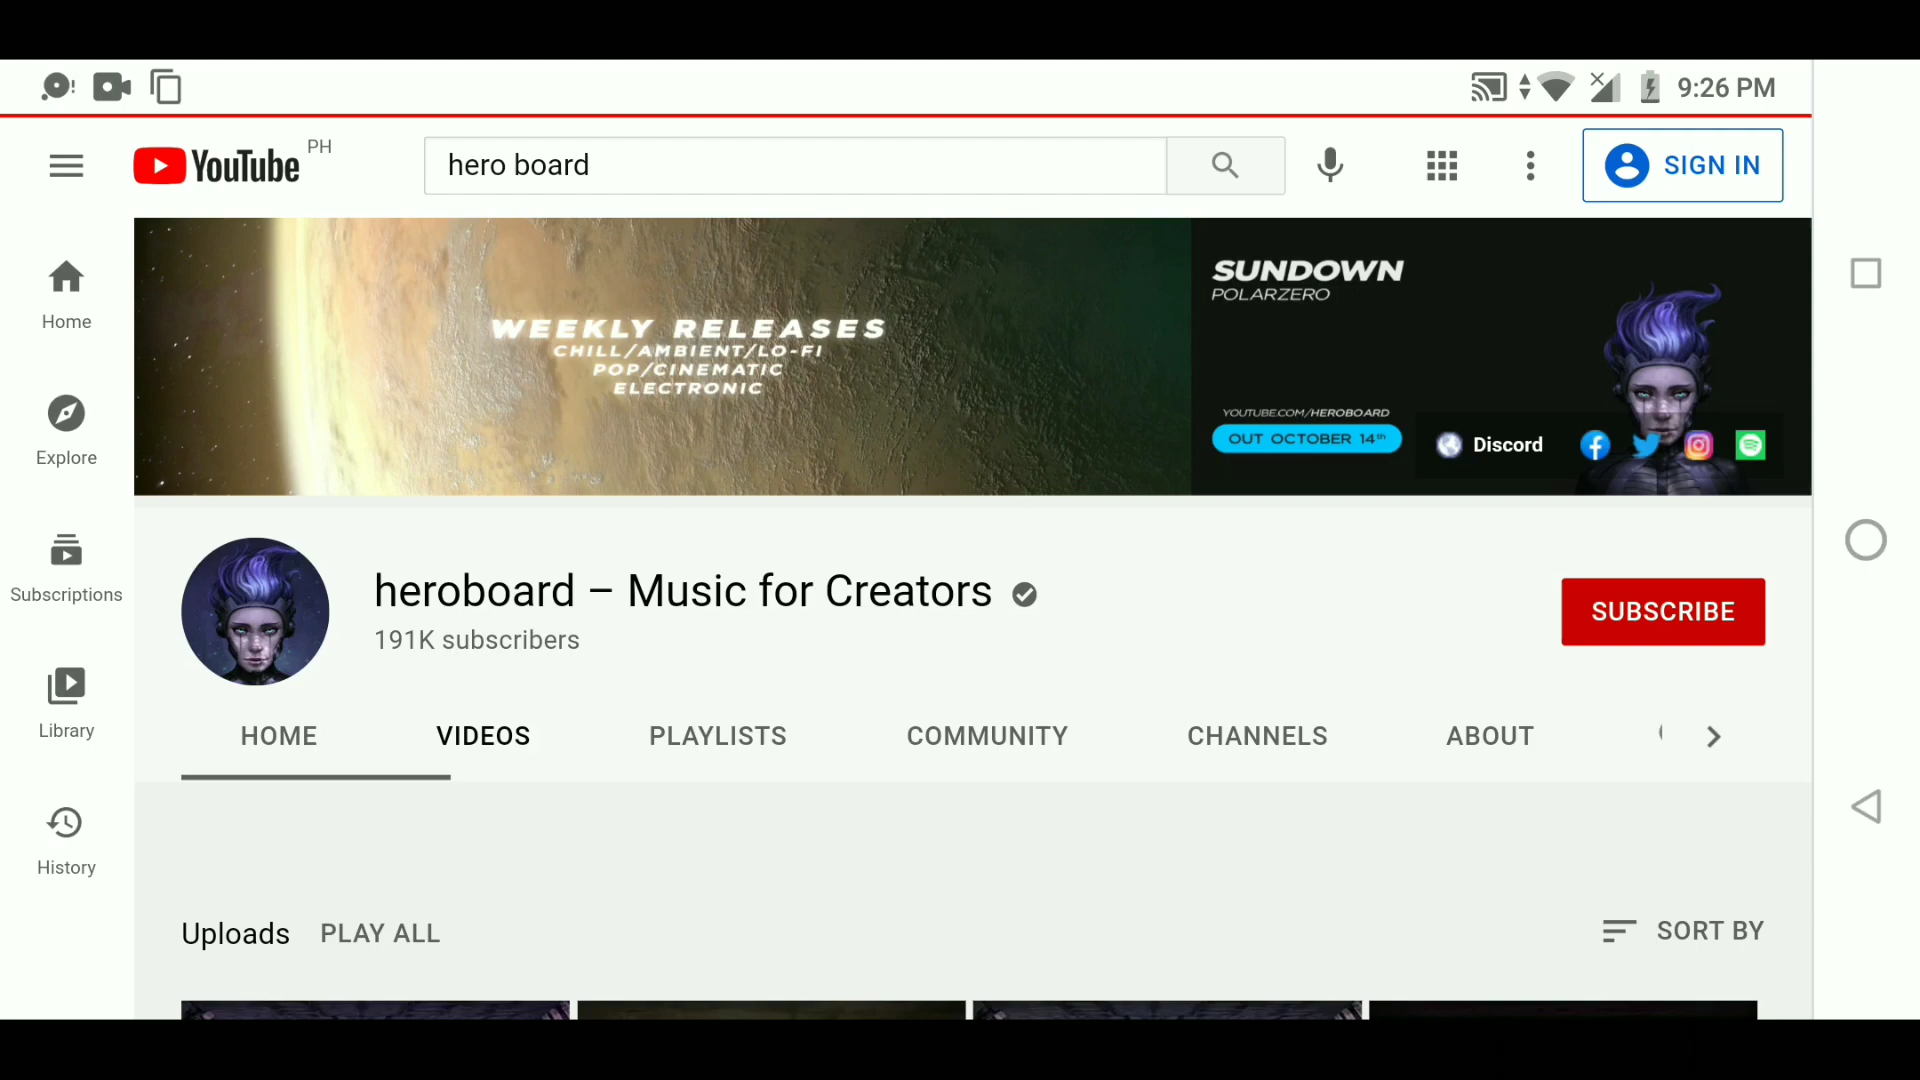 9:26 PM
YouTube PH
hero board
SIGN IN
Home
Explore
Subscriptions
Library
History
WEEKLY RELEASES
CHILL/AMBIENT/LO-FI
POP/CINEMATIC
ELECTRONIC
SUNDOWN
POLARZERO
YOUTUBE.COM/HEROBOARD
OUT OCTOBER 14th
Discord
heroboard – Music for Creators
191K subscribers
SUBSCRIBE
HOME VIDEOS PLAYLISTS COMMUNITY CHANNELS ABOUT
Uploads PLAY ALL
SORT BY